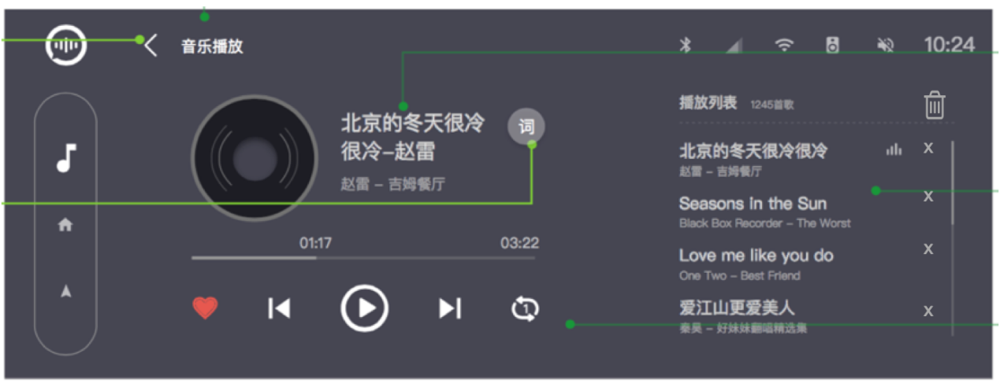 音乐播放
10:24
北京的冬天很冷
很冷–赵雷
词
赵雷 – 吉姆餐厅
01:17
03:22
1
播放列表 1245首歌
北京的冬天很冷很冷 x
赵雷 – 吉姆餐厅
Seasons in the Sun x
Black Box Recorder – The Worst
Love me like you do x
One Two – Best Friend
爱江山更爱美人 x
秦昊 – 好妹妹翻唱精选集